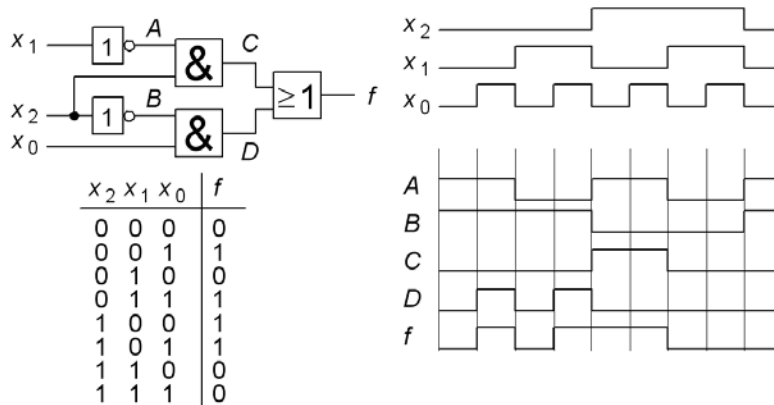 x1 1 A & C
x2 1 B & D ≥1 f
x0
x2 x1 x0 f
0 0 0 0
0 0 1 1
0 1 0 0
0 1 1 1
1 0 0 1
1 0 1 1
1 1 0 0
1 1 1 0
x2
x1
x0
A
B
C
D
f